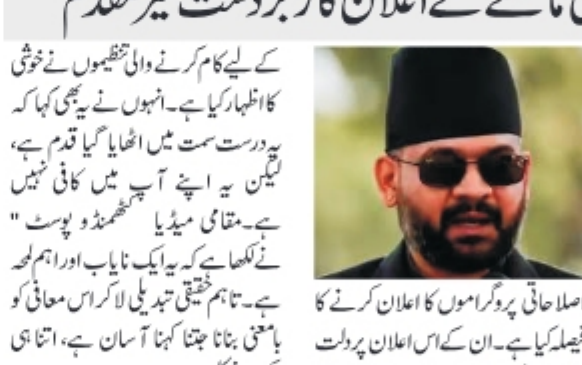 مانگنے کے اعلان کا زبردست خیر مقدم
اصلاحاتی پروگراموں کا اعلان کرنے کا
فیصلہ کیا ہے۔ ان کے اس اعلان پر دلت
کے لیے کام کرنے والی تنظیموں نے خوشی
کا اظہار کیا ہے۔ انہوں نے یہ بھی کہا کہ
یہ درست سمت میں اٹھایا گیا قدم ہے،
لیکن یہ اپنے آپ میں کافی نہیں
ہے۔ مقامی میڈیا کٹھمنڈو پوسٹ "
نے لکھا ہے کہ یہ ایک نایاب اور اہم لمحہ
ہے۔ تاہم حقیقی تبدیلی لا کر اس معافی کو
بامعنی بنانا جتنا کہنا آسان ہے، اتنا ہی